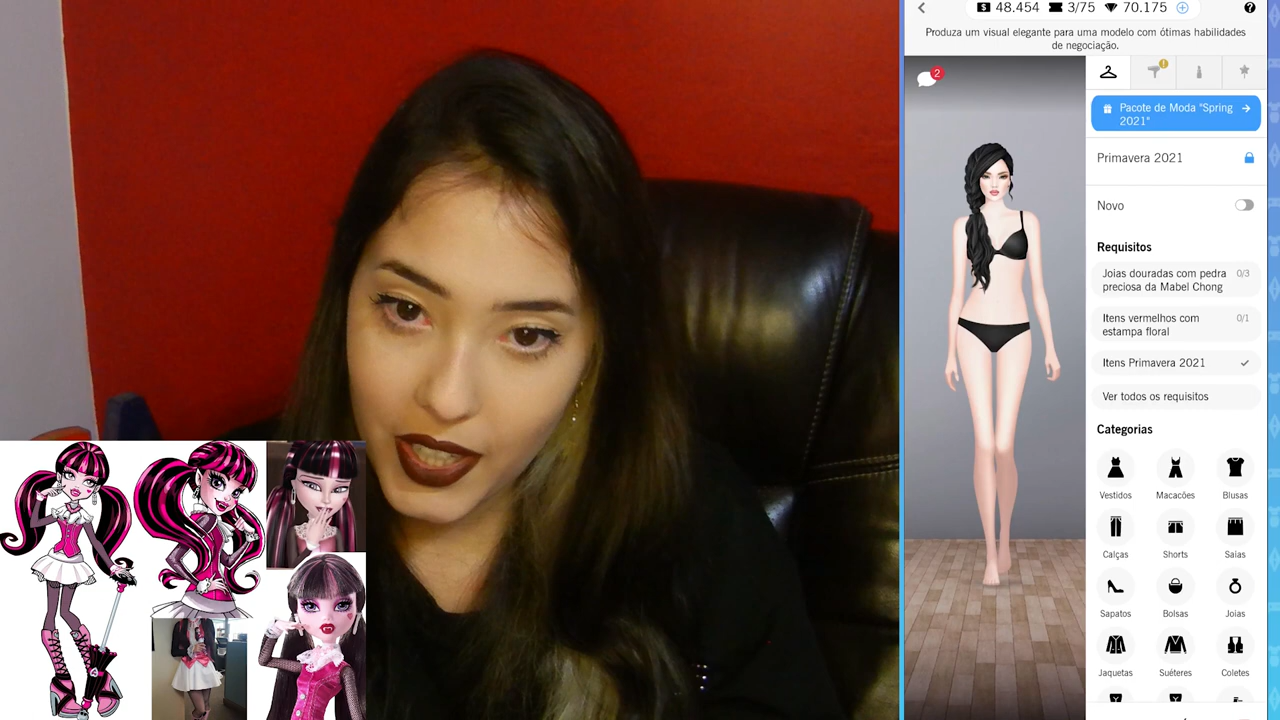 48.454 3/75 70.175
Produza um visual elegante para uma modelo com ótimas habilidades
de negociação.
2
Pacote de Moda "Spring
2021"
Primavera 2021
Novo
Requisitos
Joias douradas com pedra 0/3
preciosa da Mabel Chong
Itens vermelhos com 0/1
estampa floral
Itens Primavera 2021
Ver todos os requisitos
Categorias
Vestidos Macacões Blusas
Calças Shorts Saias
Sapatos Bolsas Joias
Jaquetas Suéteres Coletes